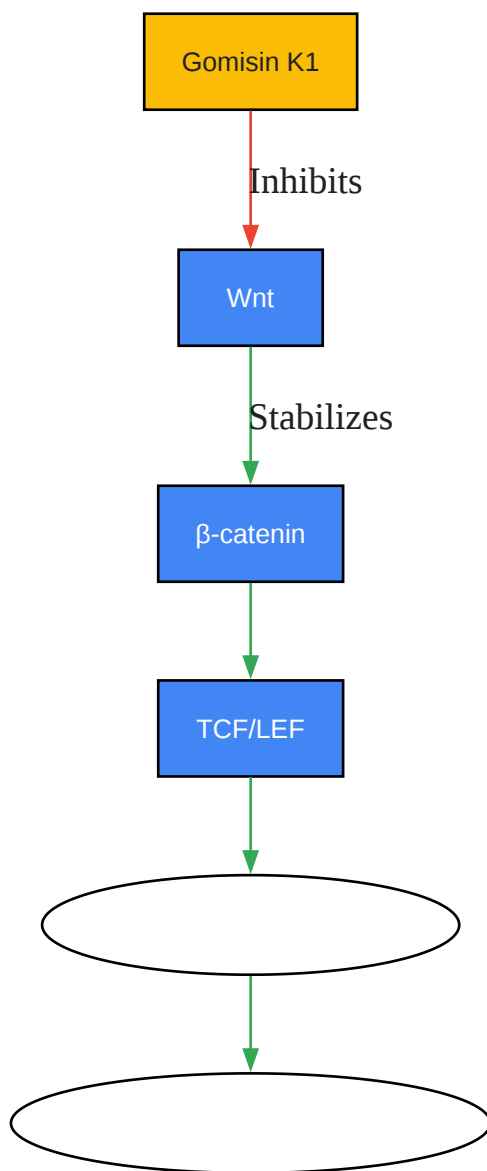 Gomisin K1
Inhibits
Wnt
Stabilizes
β-catenin
TCF/LEF